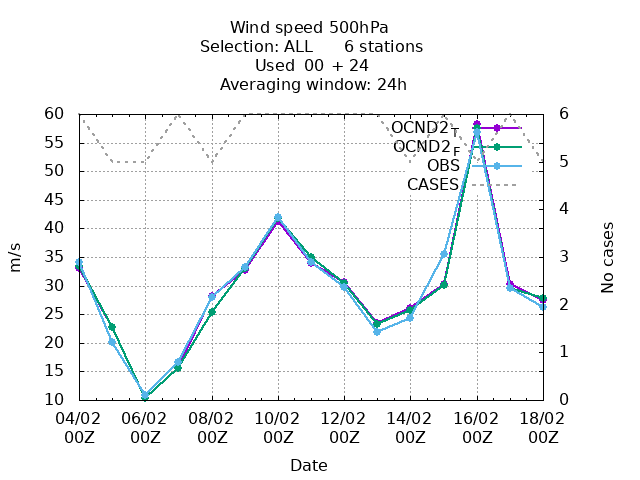 Wind speed 500hPa
Selection: ALL 6 stations
Used 00 + 24
Averaging window: 24h
60
55
50
45
40
35
30
25
20
15
10
m/s
6
5
4
3
2
1
0
No cases
OCND2_T
OCND2_F
OBS
CASES
04/02 06/02 08/02 10/02 12/02 14/02 16/02 18/02
00Z 00Z 00Z 00Z 00Z 00Z 00Z 00Z
Date